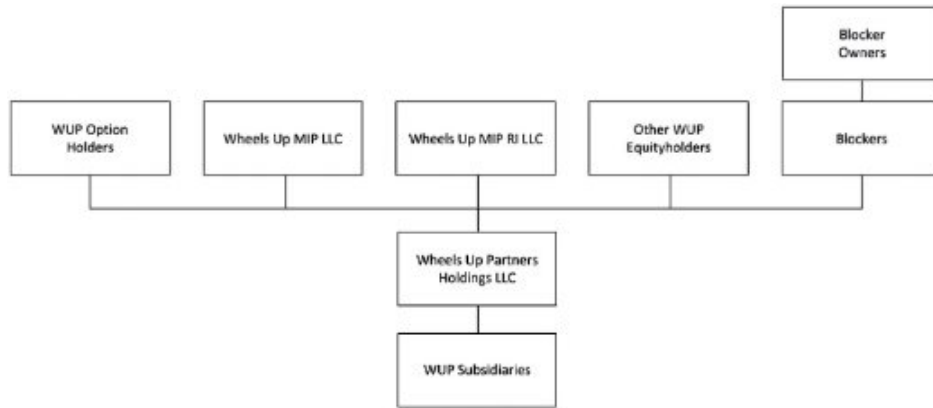 Blocker
Owners
WUP Option
Holders
Wheels Up MIP LLC
Wheels Up MIP RI LLC
Other WUP
Equityholders
Blockers
Wheels Up Partners
Holdings LLC
WUP Subsidiaries